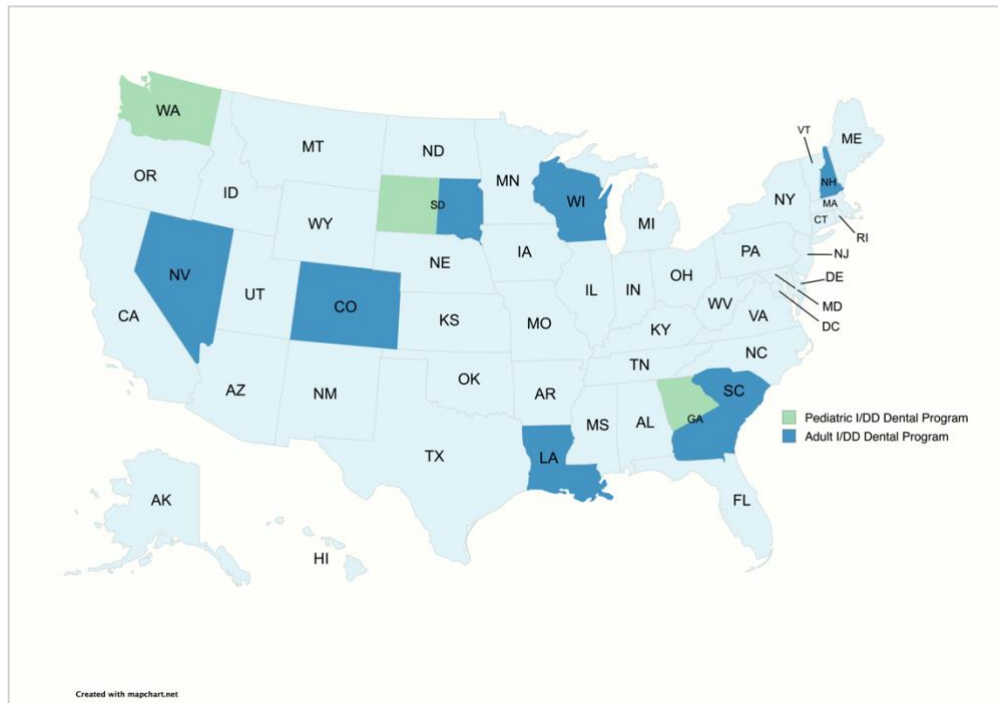 WA
MT
ND
MN
OR
ID
WY
SD
WI
MI
VT
ME
NH
NY
MA
CT
RI
NV
UT
CO
NE
IA
IL
IN
OH
PA
NJ
DE
MD
DC
WV
VA
CA
KS
MO
KY
NC
TN
AZ
NM
OK
AR
SC
GA
MS
AL
TX
LA
FL
AK
HI
Pediatric I/DD Dental Program
Adult I/DD Dental Program
Created with mapchart.net